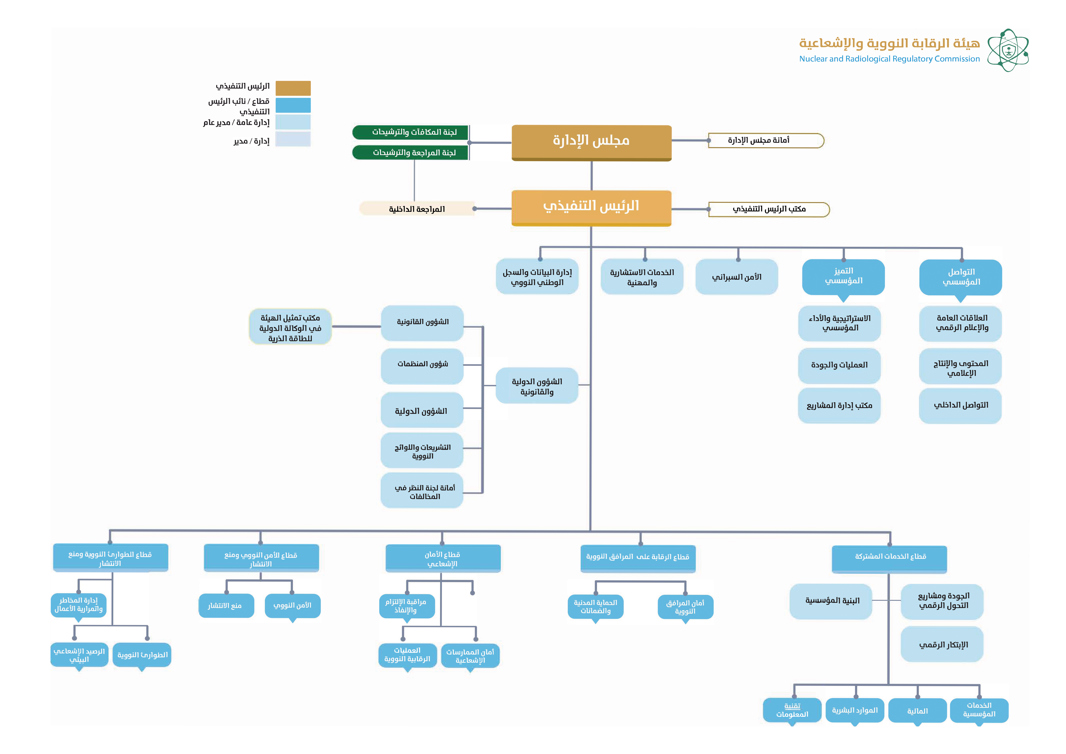 هيئة الرقابة النووية والإشعاعية
Nuclear and Radiological Regulatory Commission
الرئيس التنفيذي
قطاع / نائب الرئيس
التنفيذي
إدارة عامة / مدير عام
إدارة / مدير
لجنة المكافآت والترشيحات
لجنة المراجعة والترشيحات
مجلس الإدارة
أمانة مجلس الإدارة
المراجعة الداخلية
الرئيس التنفيذي
مكتب الرئيس التنفيذي
التواصل
المؤسسي
التميز
المؤسسي
الأمن السبراني
الخدمات الاستشارية
والمهنية
إدارة البيانات والسجل
الوطني النووي
العلاقات العامة
والإعلام الرقمي
المحتوى والإنتاج
الإعلامي
التواصل الداخلي
الاستراتيجية والأداء
المؤسسي
العمليات والجودة
مكتب إدارة المشاريع
الشؤون الدولية
والقانونية
الشؤون القانونية
مكتب تمثيل الهيئة
في الوكالة الدولية
للطاقة الذرية
شؤون المنظمات
الشؤون الدولية
التشريعات واللوائح
النووية
أمانة لجنة النظر في
المخالفات
قطاع الخدمات المشتركة
قطاع الرقابة على المرافق النووية
قطاع الأمان
الإشعاعي
قطاع الأمن النووي ومنع
الانتشار
قطاع الطوارئ النووية ومنع
الانتشار
الجودة ومشاريع
التحول الرقمي
البنية المؤسسية
الإبتكار الرقمي
الخدمات
المؤسسية
المالية
الموارد البشرية
تقنية
المعلومات
أمان المرافق
النووية
الحماية المدنية
والضمانات
مراقبة الإلتزام
والإنفاذ
أمان الممارسات
الإشعاعية
العمليات
الرقابية النووية
الأمن النووي
منع الانتشار
إدارة المخاطر
واتمرارية الأعمال
الطوارئ النووية
الرصيد الإشعاعي
البيئي